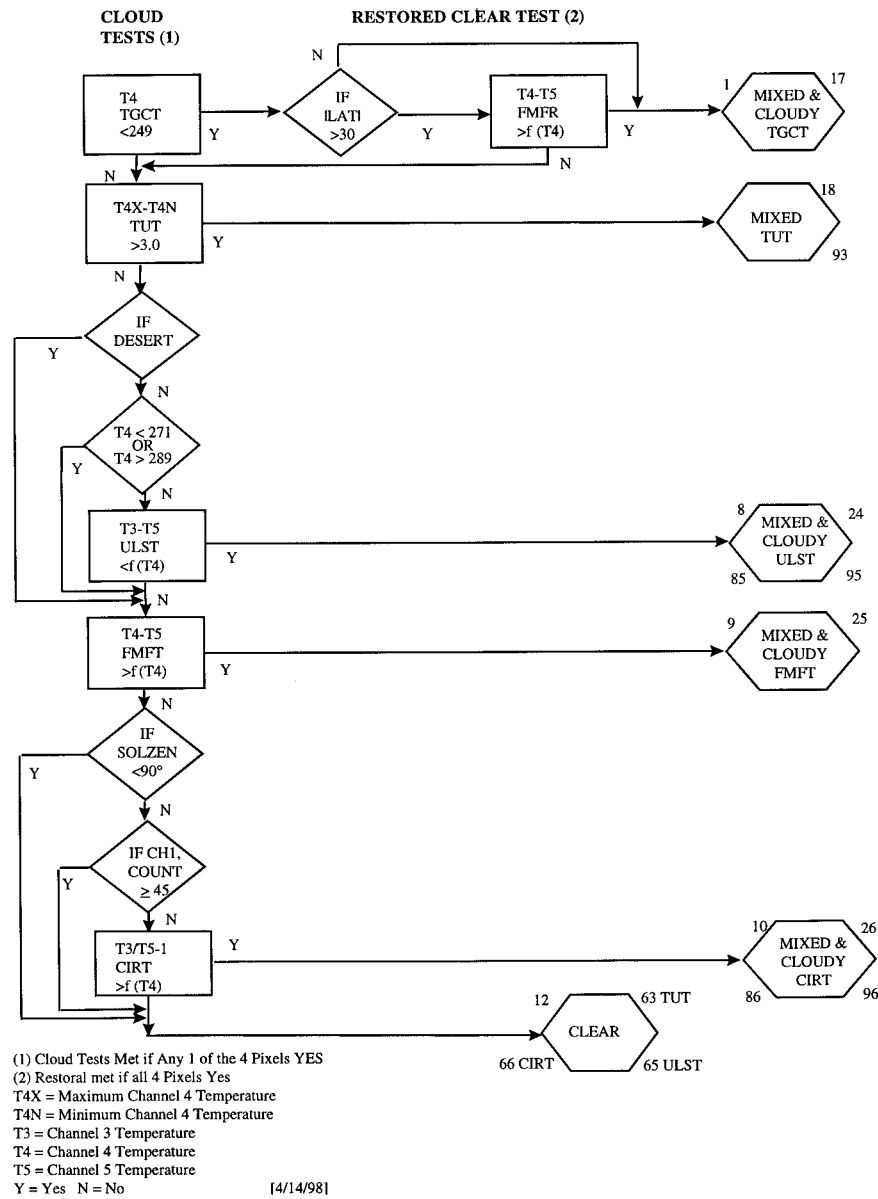 CLOUD
TESTS (1)
RESTORED CLEAR TEST (2)
N
T4
TGCT
<249
Y
IF
|LAT|
>30
Y
T4-T5
FMFR
>f (T4)
Y
1
17
MIXED &
CLOUDY
TGCT
N
N
T4X-T4N
TUT
>3.0
Y
18
MIXED
TUT
93
N
IF
DESERT
Y
N
T4 < 271
OR
T4 > 289
Y
N
T3-T5
ULST
<f (T4)
Y
8
24
MIXED &
CLOUDY
ULST
85
95
N
T4-T5
FMFT
>f (T4)
Y
9
25
MIXED &
CLOUDY
FMFT
N
IF
SOLZEN
<90°
Y
N
IF CH1,
COUNT
≥ 45
Y
N
T3/T5-1
CIRT
>f (T4)
Y
10
26
MIXED &
CLOUDY
CIRT
86
96
12
63 TUT
CLEAR
66 CIRT
65 ULST
(1) Cloud Tests Met if Any 1 of the 4 Pixels YES
(2) Restoral met if all 4 Pixels Yes
T4X = Maximum Channel 4 Temperature
T4N = Minimum Channel 4 Temperature
T3 = Channel 3 Temperature
T4 = Channel 4 Temperature
T5 = Channel 5 Temperature
Y = Yes N = No
[4/14/98]